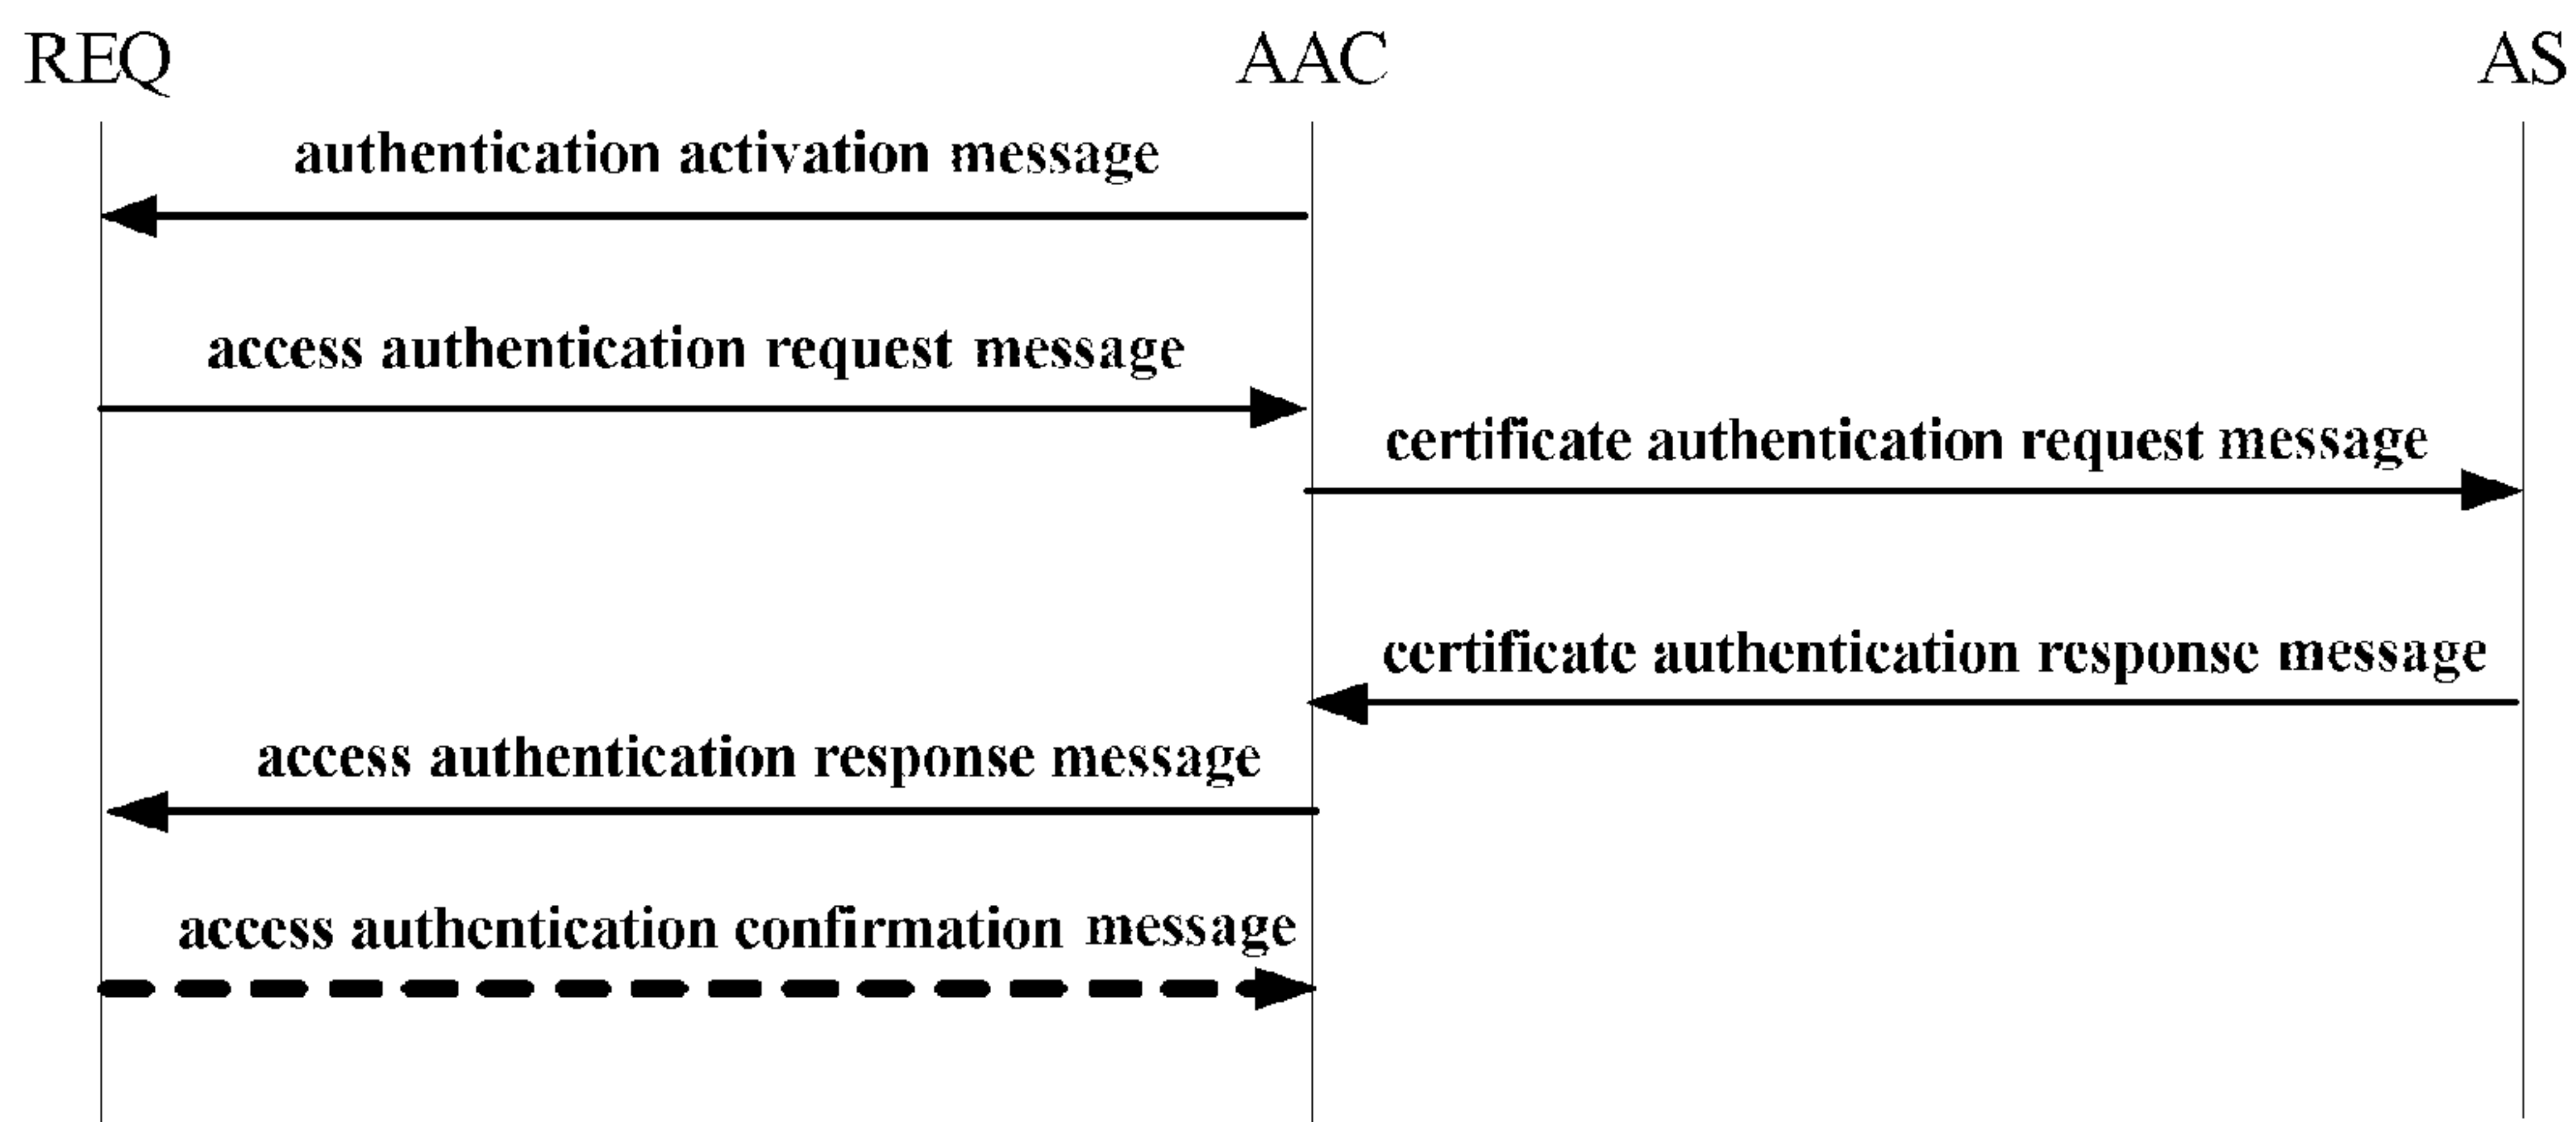 REQ AAC AS
authentication activation message
access authentication request message
certificate authentication request message
certificate authentication response message
access authentication response message
access authentication confirmation message